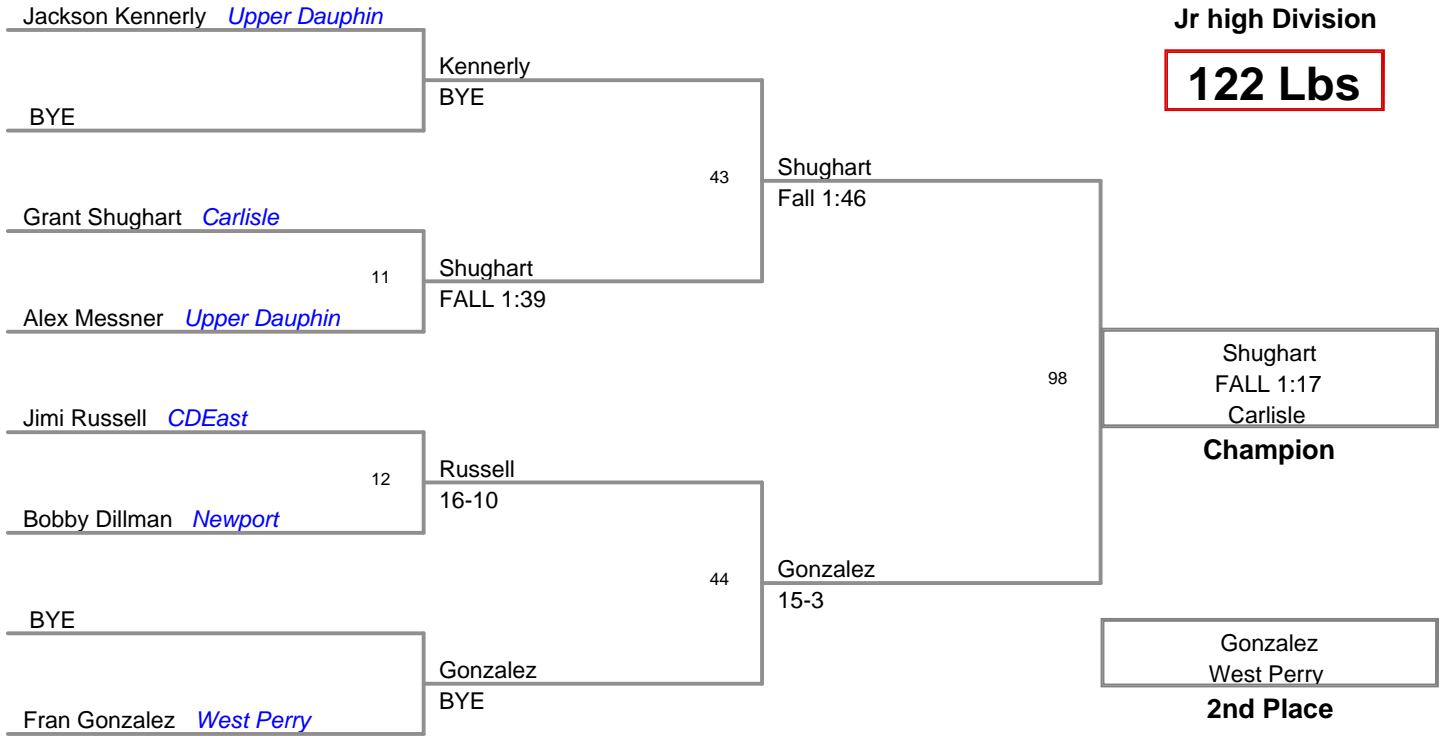 Jackson Kennerly Upper Dauphin
Jr high Division
122 Lbs
Kennerly
BYE
BYE
43
Shughart
Fall 1:46
Grant Shughart Carlisle
11
Shughart
FALL 1:39
Alex Messner Upper Dauphin
98
Shughart
FALL 1:17
Carlisle
Champion
Jimi Russell CDEast
12
Russell
16-10
Bobby Dillman Newport
44
Gonzalez
15-3
BYE
Gonzalez
West Perry
2nd Place
Gonzalez
BYE
Fran Gonzalez West Perry